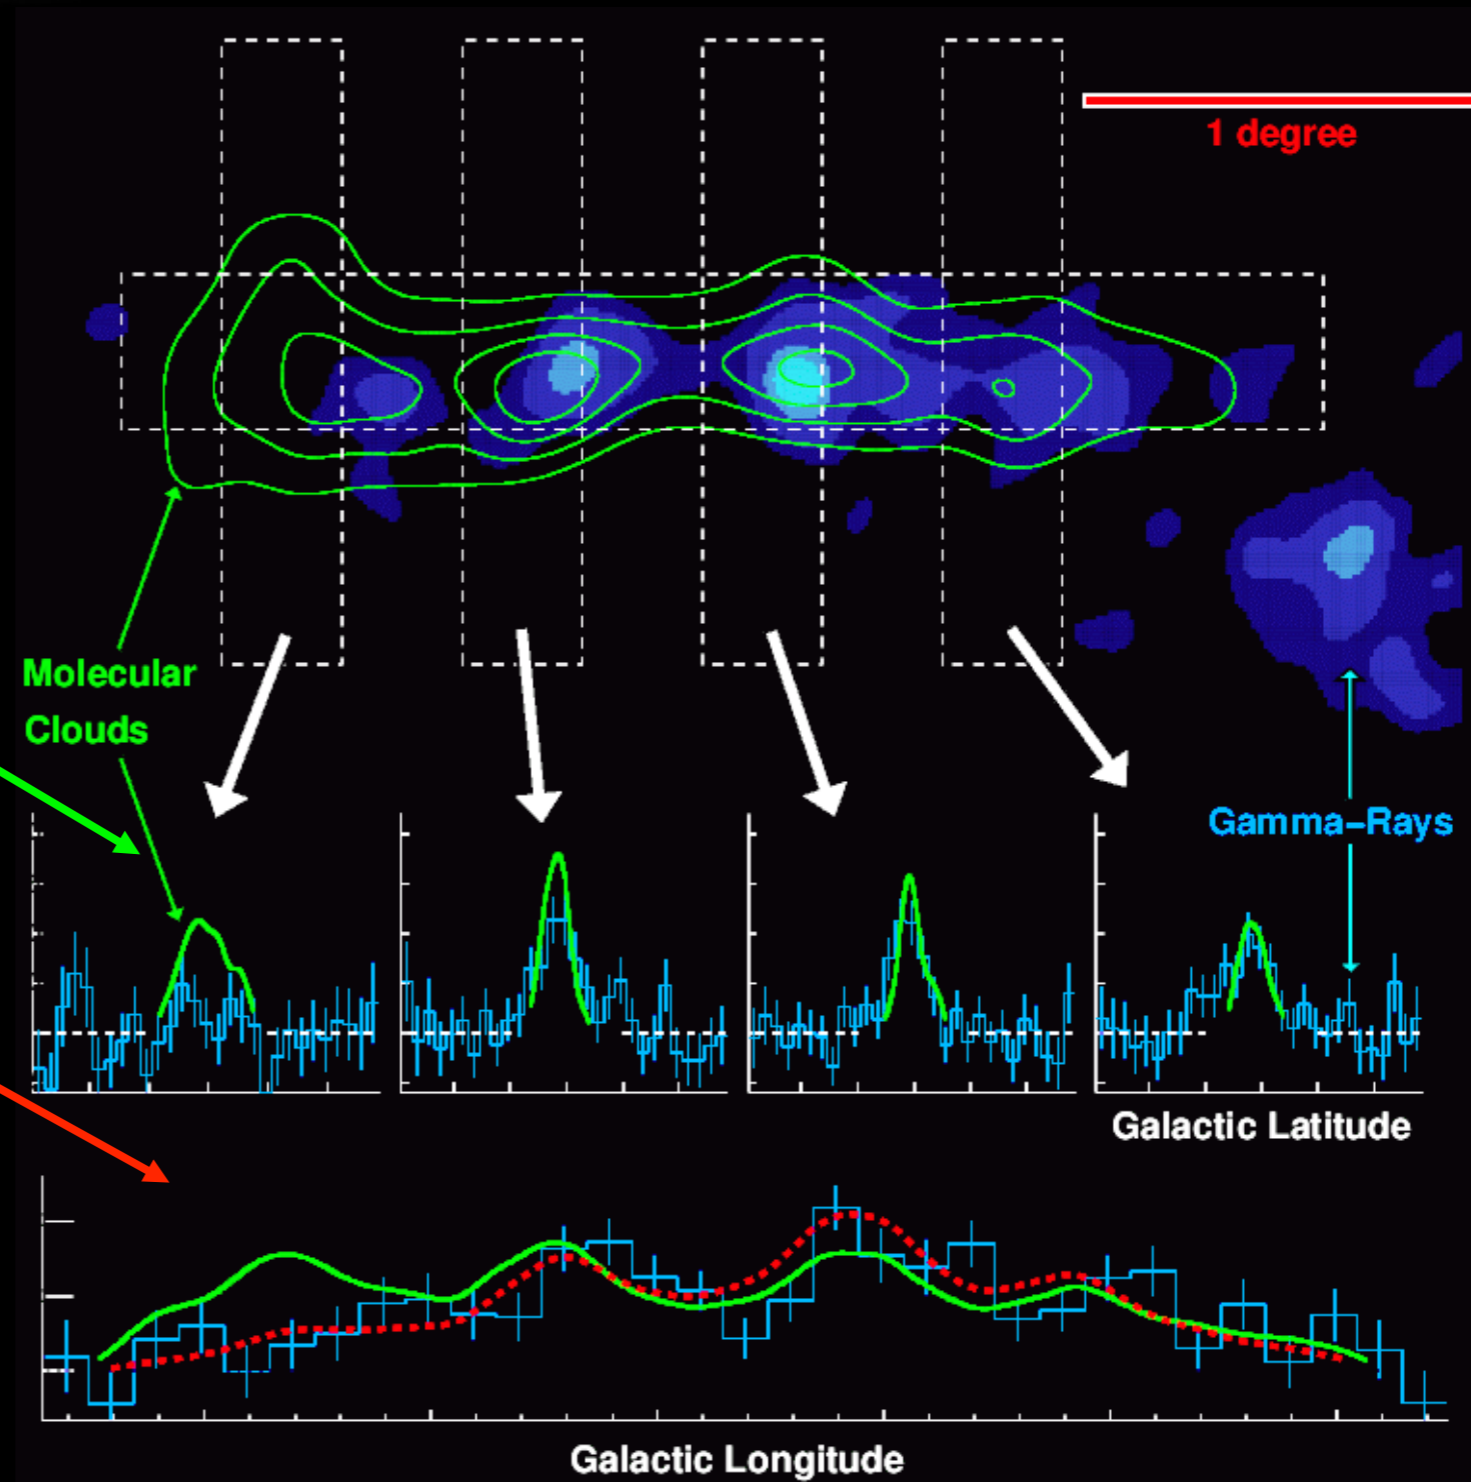 1 degree
Molecular
Clouds
Gamma-Rays
Galactic Latitude
Galactic Longitude